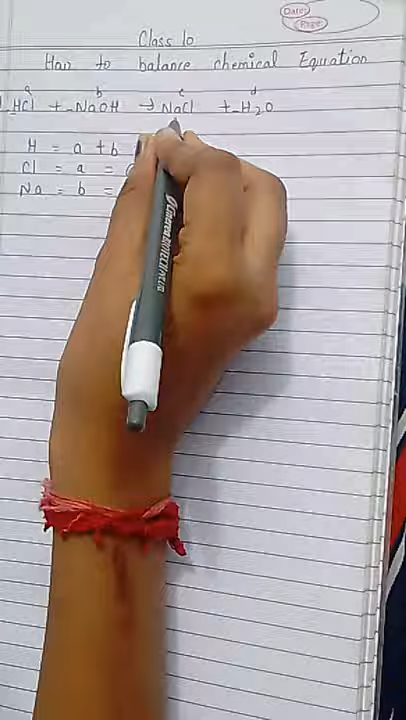 Date:
Page:
Class 10
How to balance chemical Equation
a b c d
HCl + NaOH → NaCl + H₂O
H = a + b
Cl = a =
Na = b =